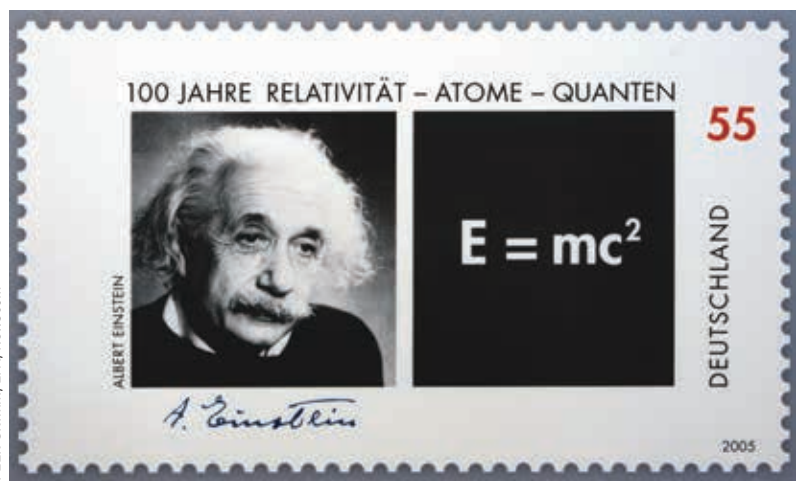 100 JAHRE RELATIVITÄT – ATOME – QUANTEN
55
ALBERT EINSTEIN
E = mc²
DEUTSCHLAND
A. Einstein
2005